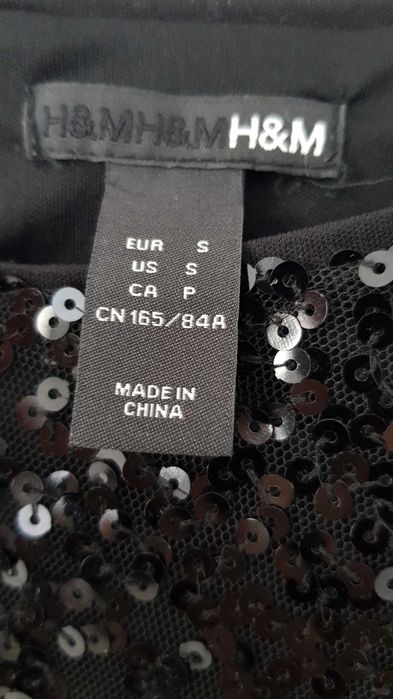 H&MH&MH&M
EUR S
US S
CA P
CN 165/84A
MADE IN
CHINA